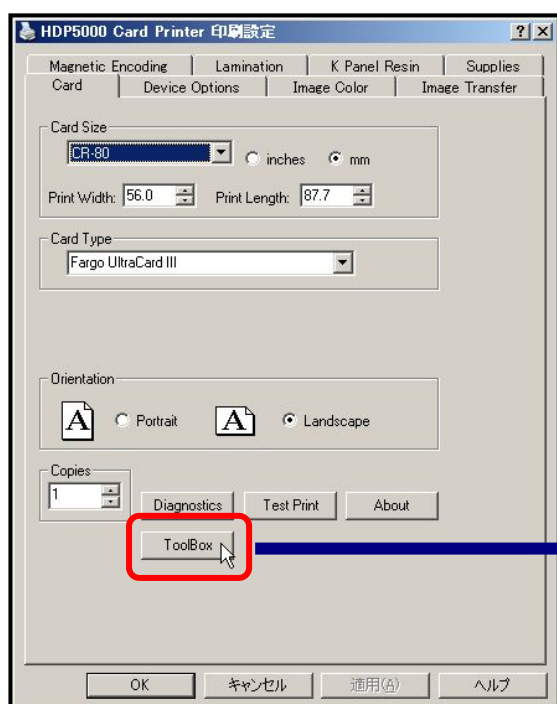 HDP5000 Card Printer 印刷設定
Magnetic Encoding Lamination K Panel Resin Supplies
Card Device Options Image Color Image Transfer
Card Size
CR-80 inches mm
Print Width: 56.0 Print Length: 87.7
Card Type
Fargo UltraCard III
Orientation
A Portrait A Landscape
Copies
1 Diagnostics Test Print About
ToolBox
OK キャンセル 適用(A) ヘルプ